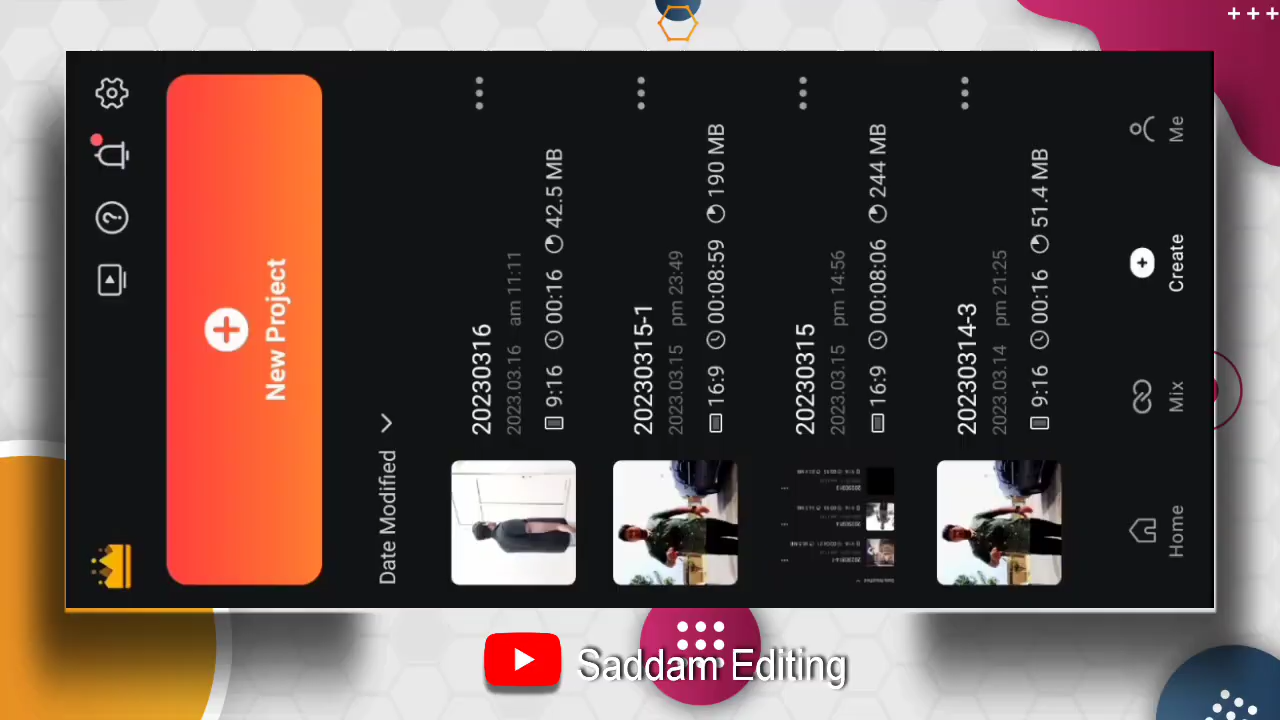 New Project
Date Modified
20230316
2023.03.16 am 11:11
9:16 00:16 42.5 MB
20230315-1
2023.03.15 pm 23:49
16:9 00:08:59 190 MB
20230315
2023.03.15 pm 14:56
16:9 00:08:06 244 MB
20230314-3
2023.03.14 pm 21:25
9:16 00:16 51.4 MB
Home
Mix
Create
Me
Saddam Editing